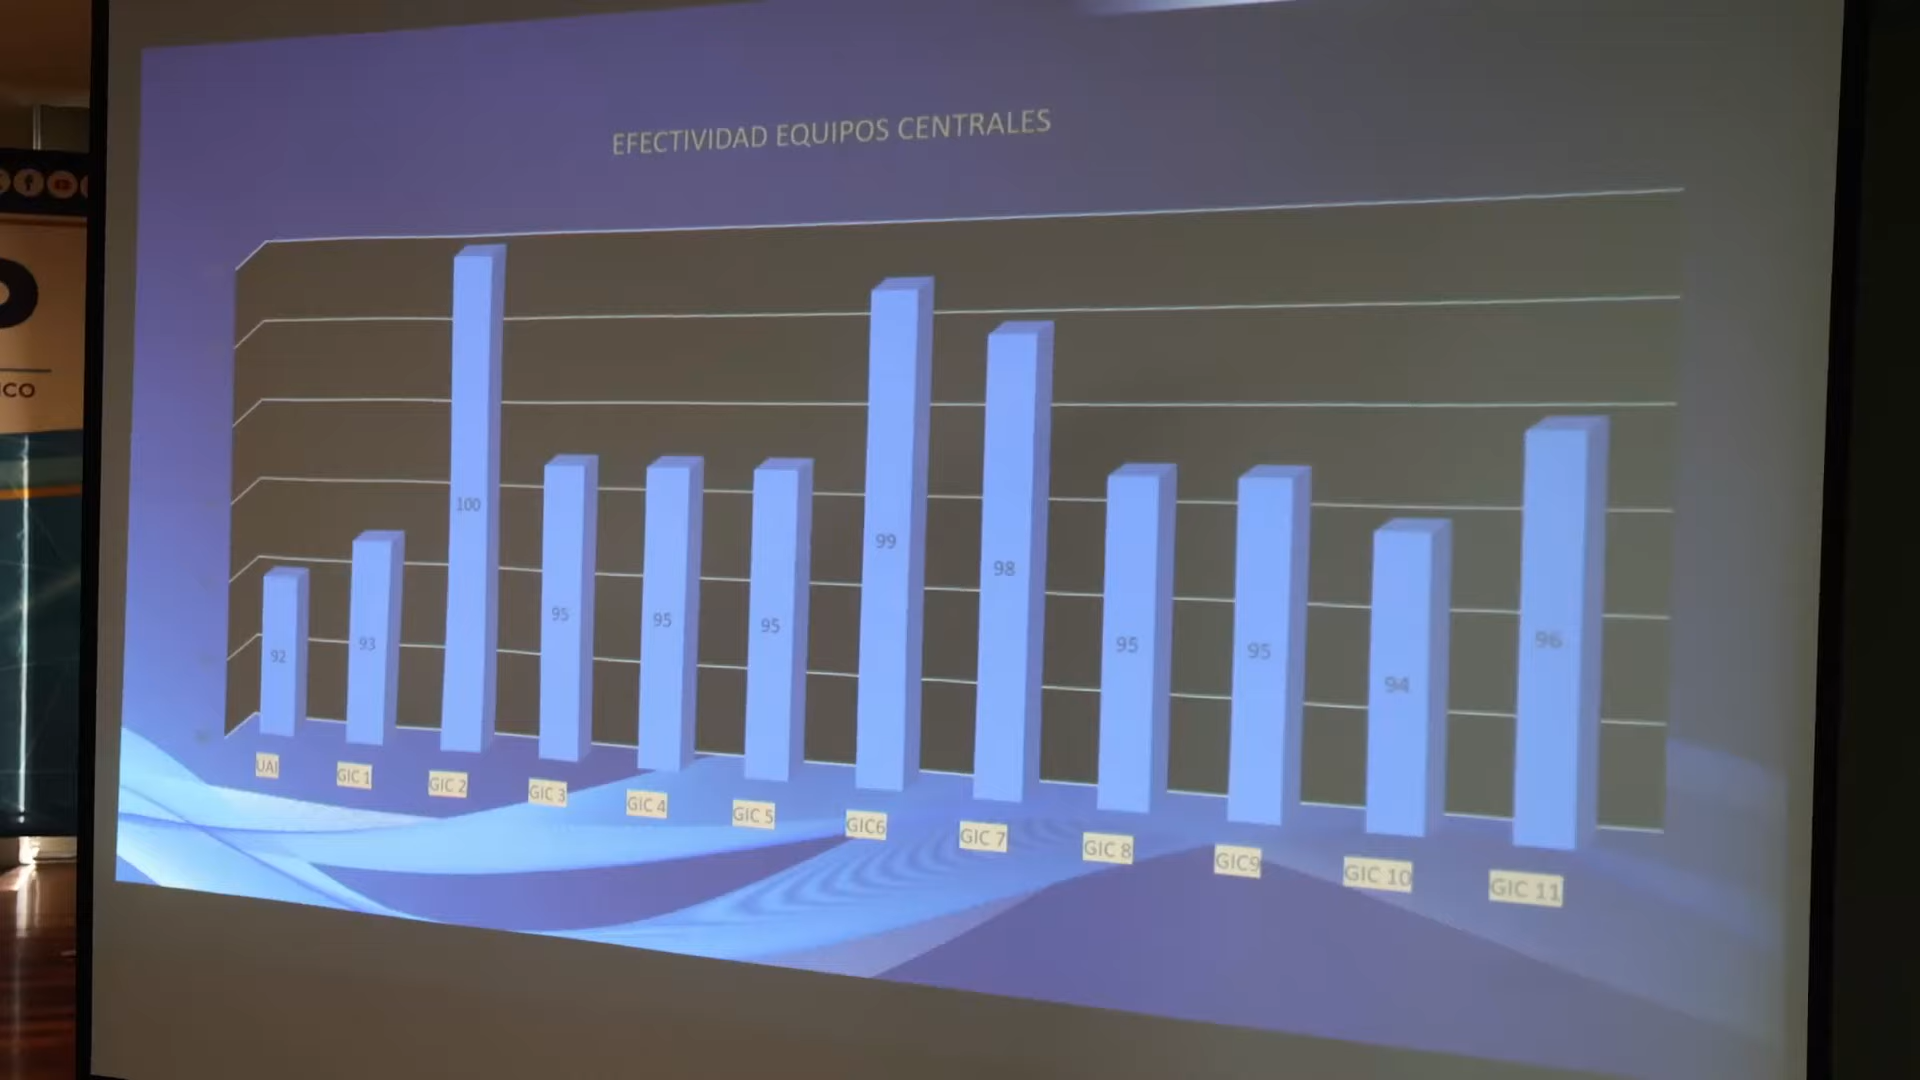 EFECTIVIDAD EQUIPOS CENTRALES
100
99
98
95
95
95
95
95
96
92
93
94
UAI
GIC 1
GIC 2
GIC 3
GIC 4
GIC 5
GIC6
GIC 7
GIC 8
GIC9
GIC 10
GIC 11
ICO